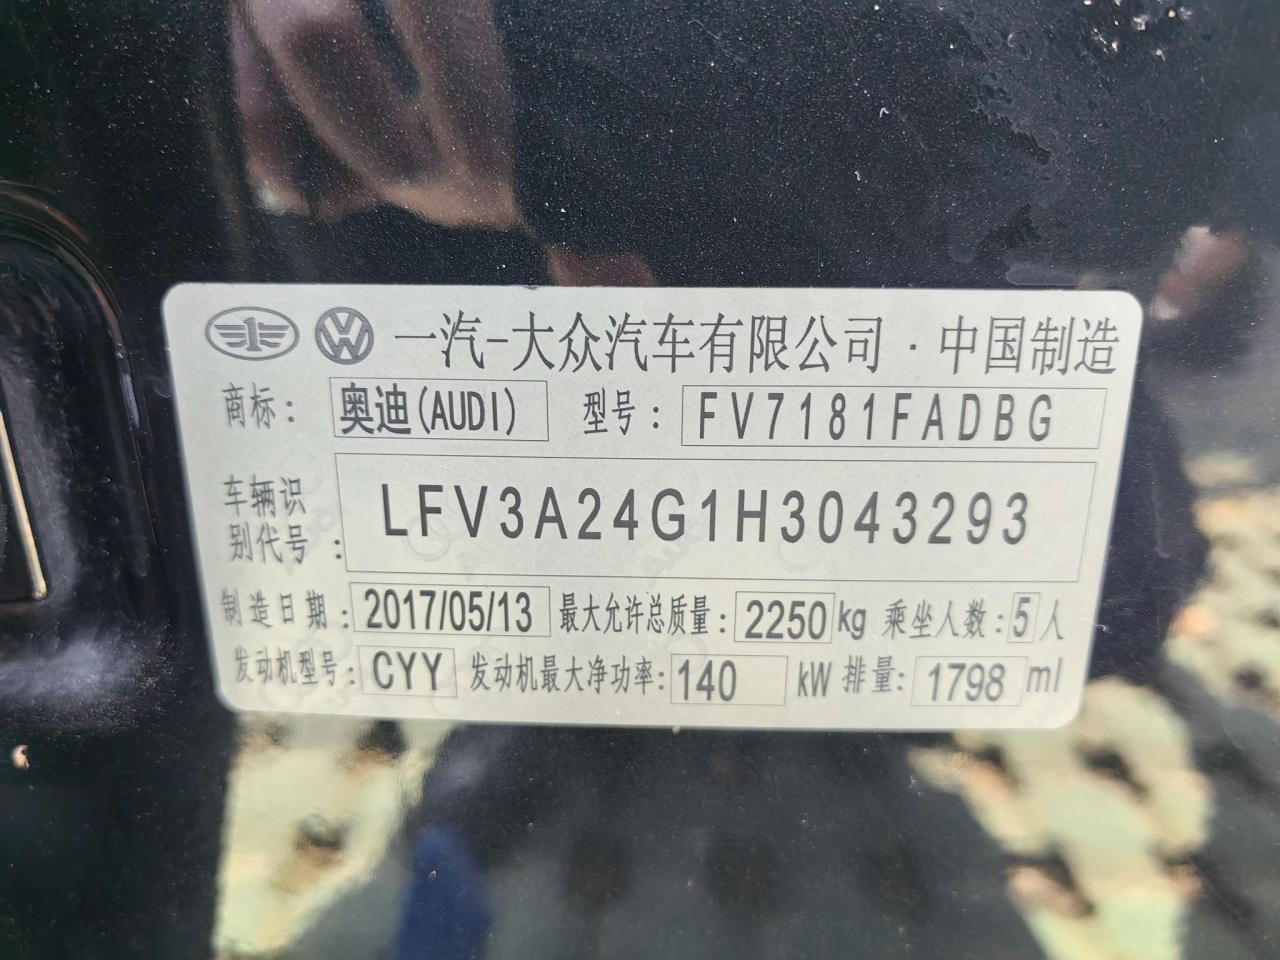 一汽-大众汽车有限公司 · 中国制造
商标: 奥迪(AUDI) 型号: FV7181FADBG
车辆识别代号: LFV3A24G1H3043293
制造日期: 2017/05/13 最大允许总质量: 2250 kg 乘坐人数: 5 人
发动机型号: CYY 发动机最大净功率: 140 kW 排量: 1798 ml